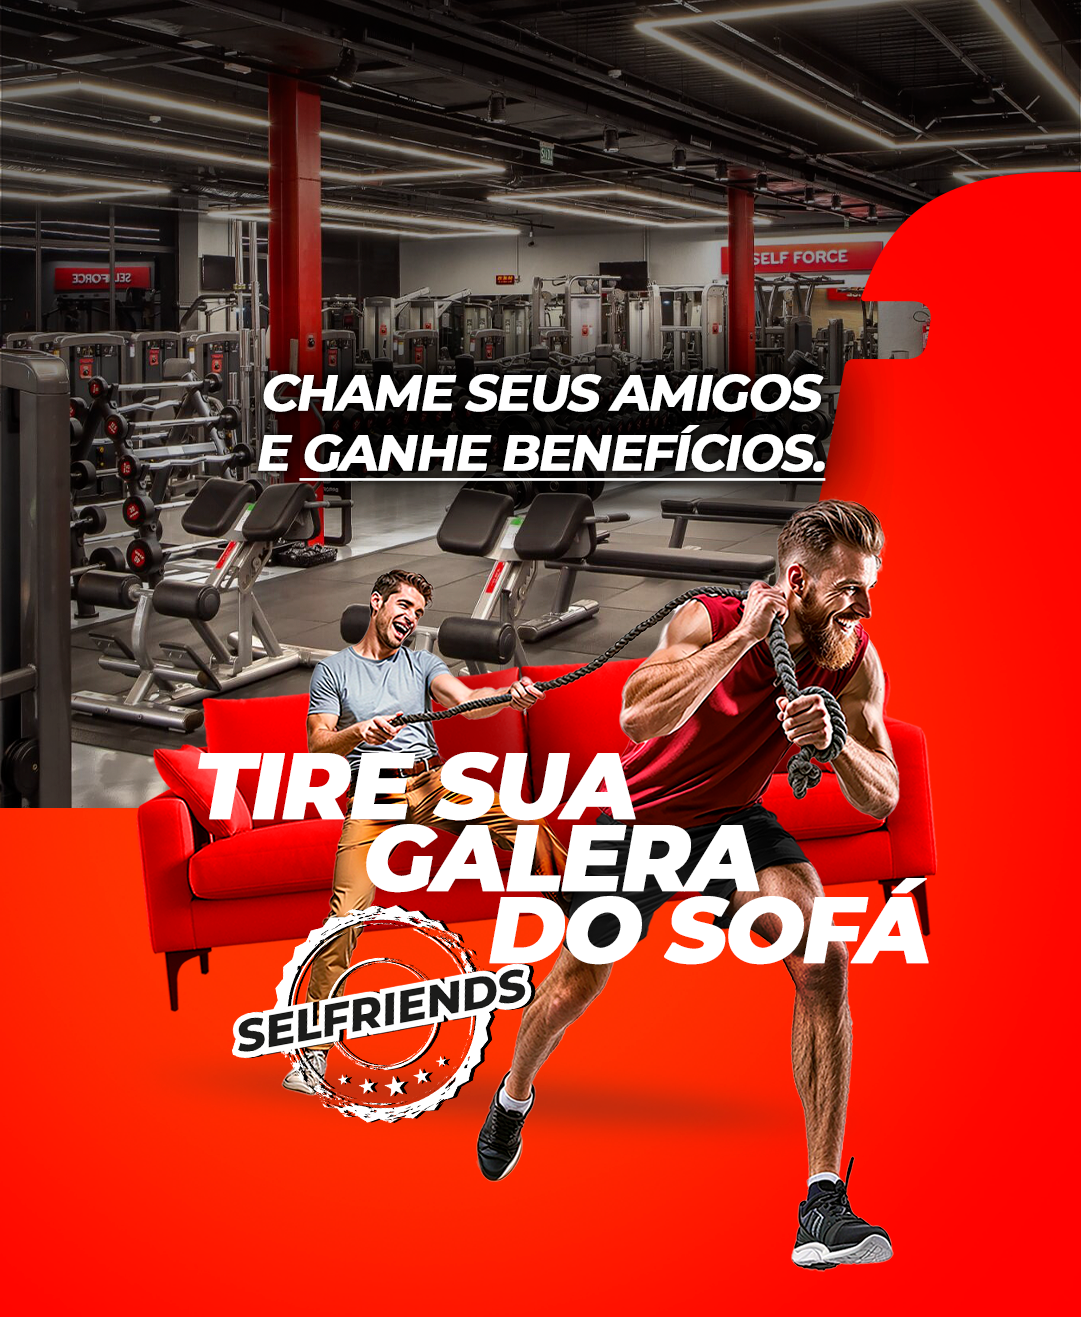 SELF FORCE
SELF FORCE
CHAME SEUS AMIGOS
E GANHE BENEFÍCIOS.
TIRE SUA
GALERA
DO SOFÁ
SELFRIENDS